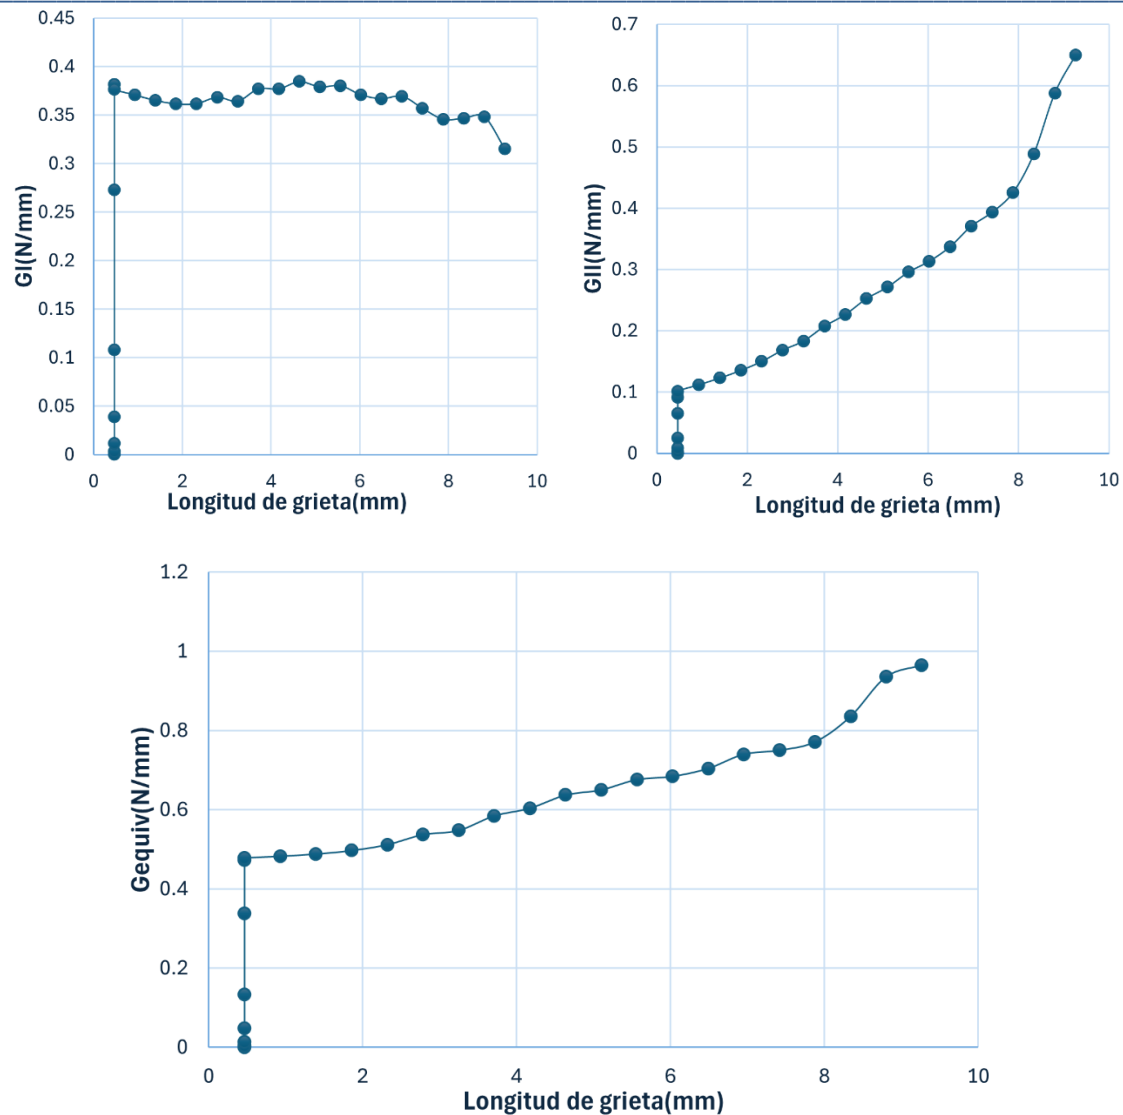 0.45
0.4
0.35
0.3
0.25
0.2
0.15
0.1
0.05
0
GI(N/mm)
0 2 4 6 8 10
Longitud de grieta(mm)
0.7
0.6
0.5
0.4
0.3
0.2
0.1
0
GII(N/mm)
0 2 4 6 8 10
Longitud de grieta (mm)
1.2
1
0.8
0.6
0.4
0.2
0
Gequiv(N/mm)
0 2 4 6 8 10
Longitud de grieta(mm)